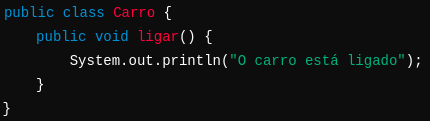 public class Carro {
    public void ligar() {
        System.out.println("O carro está ligado");
    }
}